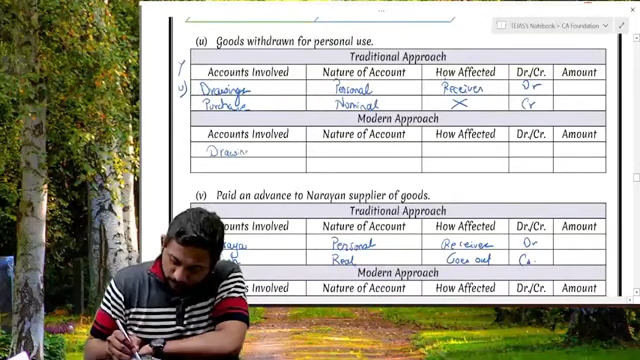 TEJAS's Notebook > CA Foundation
(u) Goods withdrawn for personal use.
Traditional Approach
Accounts Involved Nature of Account How Affected Dr./Cr. Amount
u) Drawings Personal Receiver Dr
Purchase Nominal X Cr
Modern Approach
Accounts Involved Nature of Account How Affected Dr./Cr. Amount
Drawin
(v) Paid an advance to Narayan supplier of goods.
Traditional Approach
nts Involved Nature of Account How Affected Dr./Cr. Amount
Personal Receiver Dr
Real Goes out Cr.
Modern Approach
nts Involved Nature of Account How Affected Dr./Cr. Amount